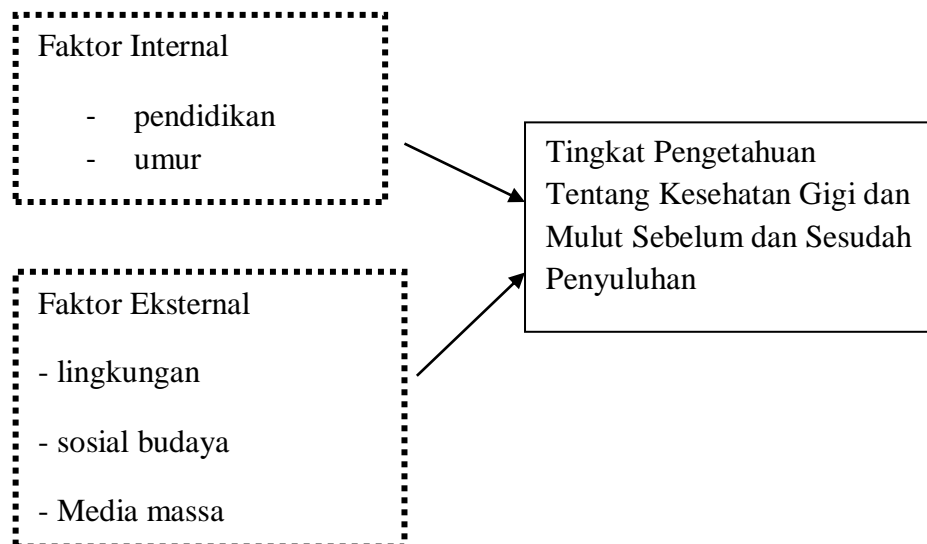 Faktor Internal
- pendidikan
- umur
Tingkat Pengetahuan
Tentang Kesehatan Gigi dan
Mulut Sebelum dan Sesudah
Penyuluhan
Faktor Eksternal
- lingkungan
- sosial budaya
- Media massa